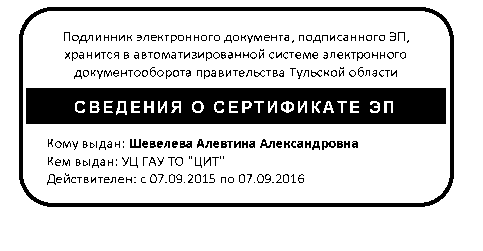 Подлинник электронного документа, подписанного ЭП,
хранится в автоматизированной системе электронного
документооборота правительства Тульской области
СВЕДЕНИЯ О СЕРТИФИКАТЕ ЭП
Кому выдан: Шевелева Алевтина Александровна
Кем выдан: УЦ ГАУ ТО "ЦИТ"
Действителен: с 07.09.2015 по 07.09.2016